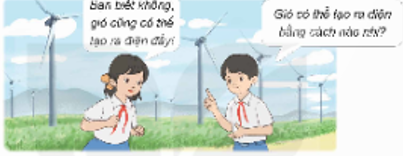 Bạn biết không,
gió cũng có thể
tạo ra điện đấy!
Gió có thể tạo ra điện
bằng cách nào nhỉ?